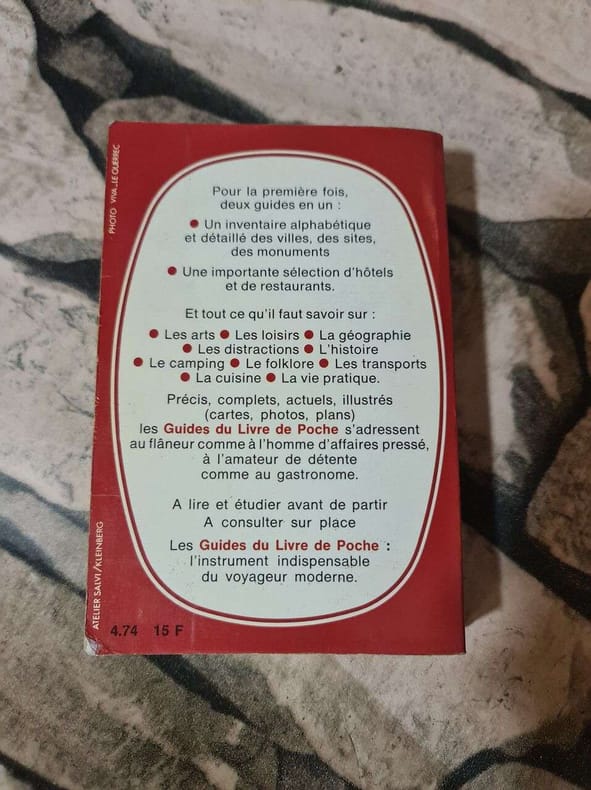 PHOTO VIVA_LE QUERREC
Pour la première fois,
deux guides en un :
● Un inventaire alphabétique
et détaillé des villes, des sites,
des monuments
● Une importante sélection d'hôtels
et de restaurants.
Et tout ce qu'il faut savoir sur :
● Les arts ● Les loisirs ● La géographie
● Les distractions ● L'histoire
● Le camping ● Le folklore ● Les transports
● La cuisine ● La vie pratique.
Précis, complets, actuels, illustrés
(cartes, photos, plans)
les Guides du Livre de Poche s'adressent
au flâneur comme à l'homme d'affaires pressé,
à l'amateur de détente
comme au gastronome.
A lire et étudier avant de partir
A consulter sur place
Les Guides du Livre de Poche :
l'instrument indispensable
du voyageur moderne.
ATELIER SALVI/KLEINBERG
4.74 15 F